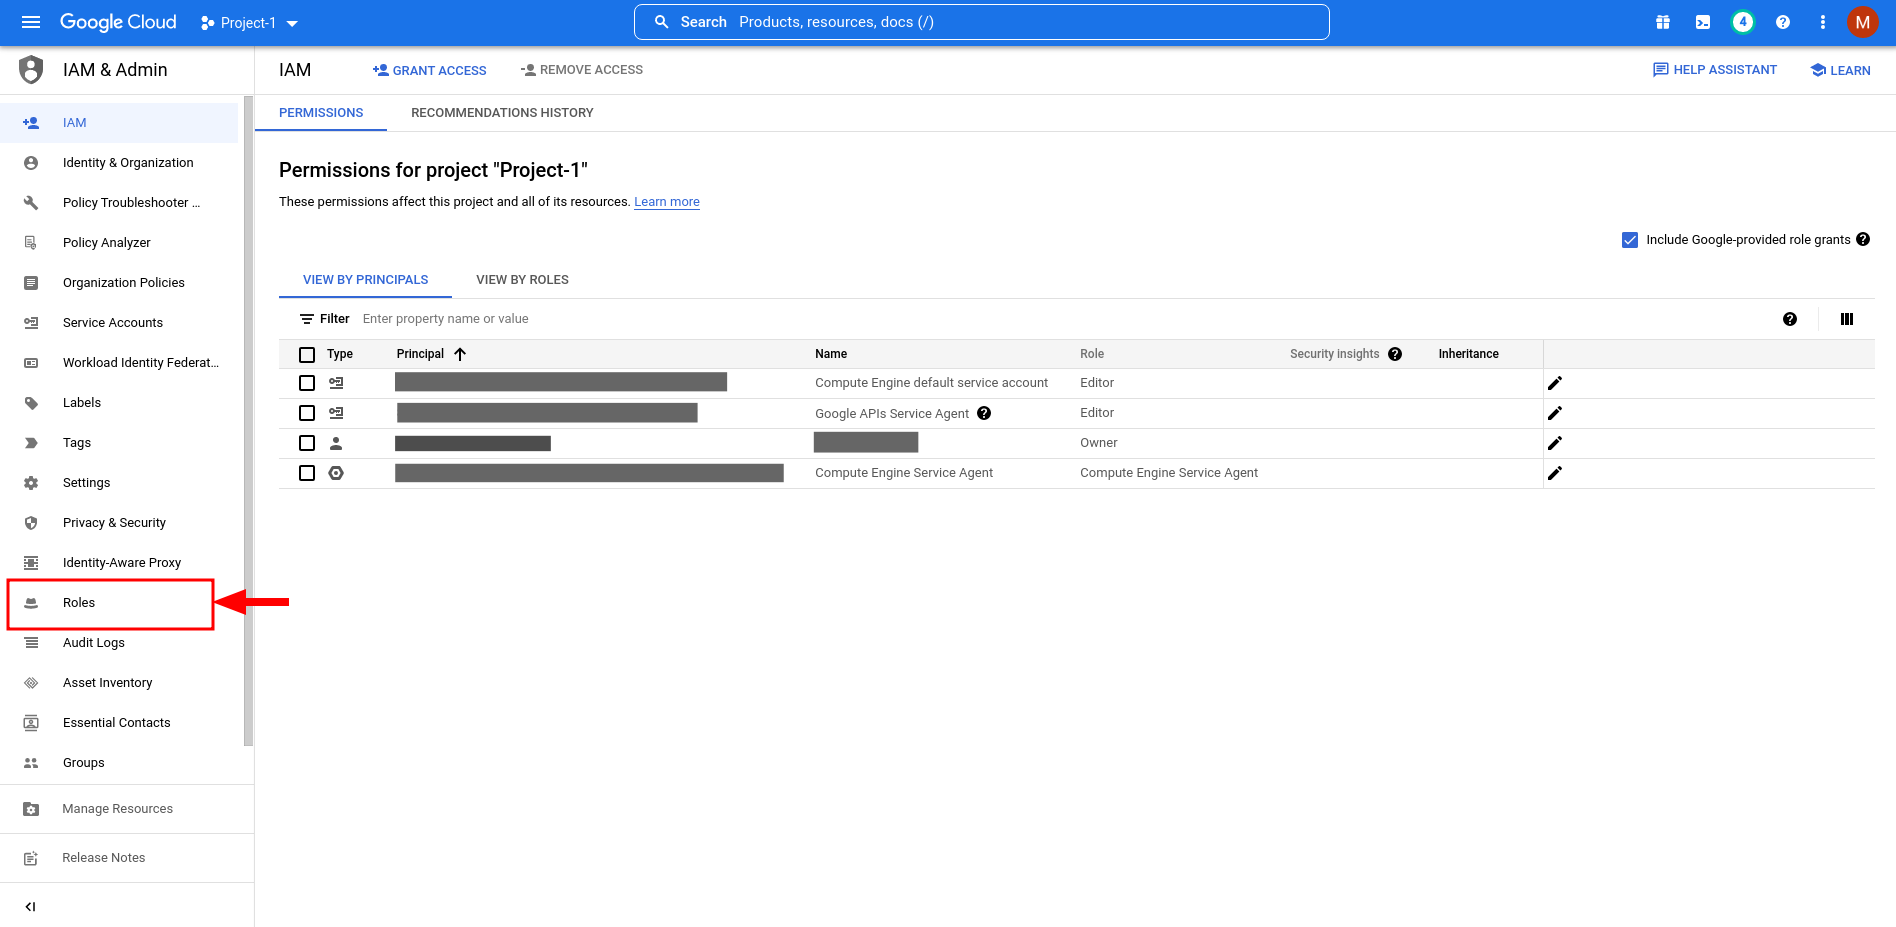 Google Cloud
Project-1
Search Products, resources, docs (/)
4
M
IAM & Admin
IAM
Identity & Organization
Policy Troubleshooter ...
Policy Analyzer
Organization Policies
Service Accounts
Workload Identity Federat...
Labels
Tags
Settings
Privacy & Security
Identity-Aware Proxy
Roles
Audit Logs
Asset Inventory
Essential Contacts
Groups
Manage Resources
Release Notes
IAM
GRANT ACCESS
REMOVE ACCESS
HELP ASSISTANT
LEARN
PERMISSIONS
RECOMMENDATIONS HISTORY
Permissions for project "Project-1"
These permissions affect this project and all of its resources. Learn more
Include Google-provided role grants
VIEW BY PRINCIPALS
VIEW BY ROLES
Filter Enter property name or value
Type Principal Name Role Security insights Inheritance
Compute Engine default service account Editor
Google APIs Service Agent Editor
Owner
Compute Engine Service Agent Compute Engine Service Agent